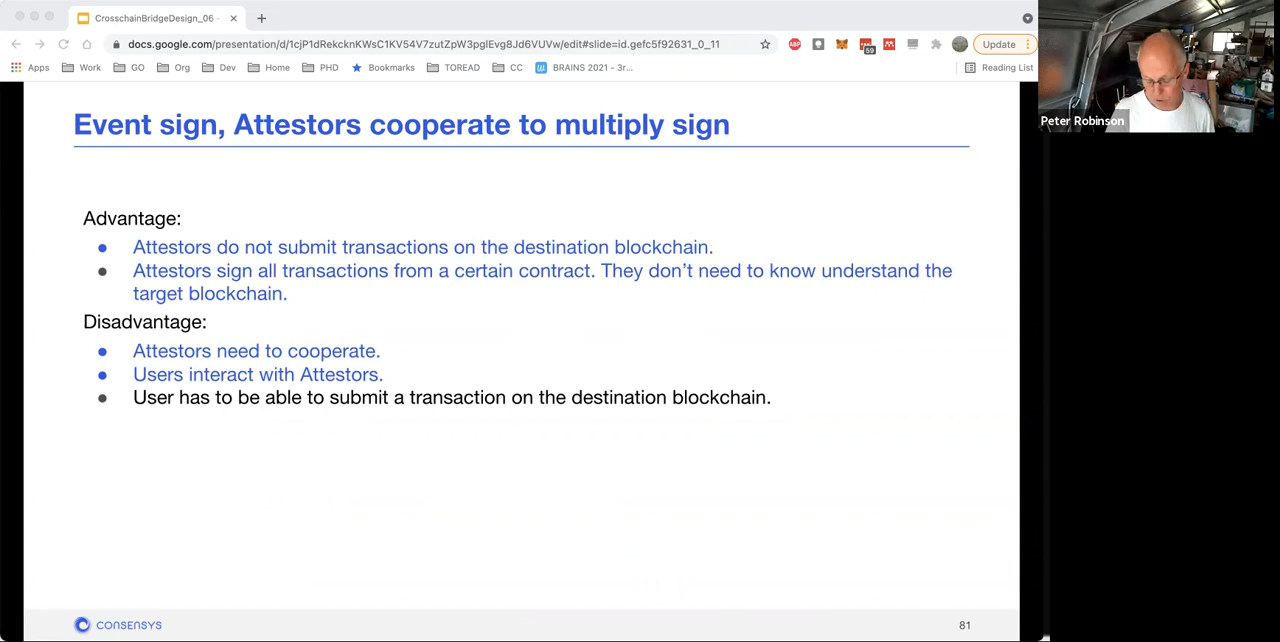 CrosschainBridgeDesign_06 -
docs.google.com/presentation/d/1cjP1dRekcknKWsC1KV54V7zutZpW3pglEvg8Jd6VUVw/edit#slide=id.gefc5f92631_0_11
ABP
59
Update
Apps
Work
GO
Org
Dev
Home
PHD
Bookmarks
TOREAD
CC
BRAINS 2021 - 3r...
Reading List
Peter Robinson
Event sign, Attestors cooperate to multiply sign
Advantage:
Attestors do not submit transactions on the destination blockchain.
Attestors sign all transactions from a certain contract. They don’t need to know understand the
target blockchain.
Disadvantage:
Attestors need to cooperate.
Users interact with Attestors.
User has to be able to submit a transaction on the destination blockchain.
CONSENSYS
81